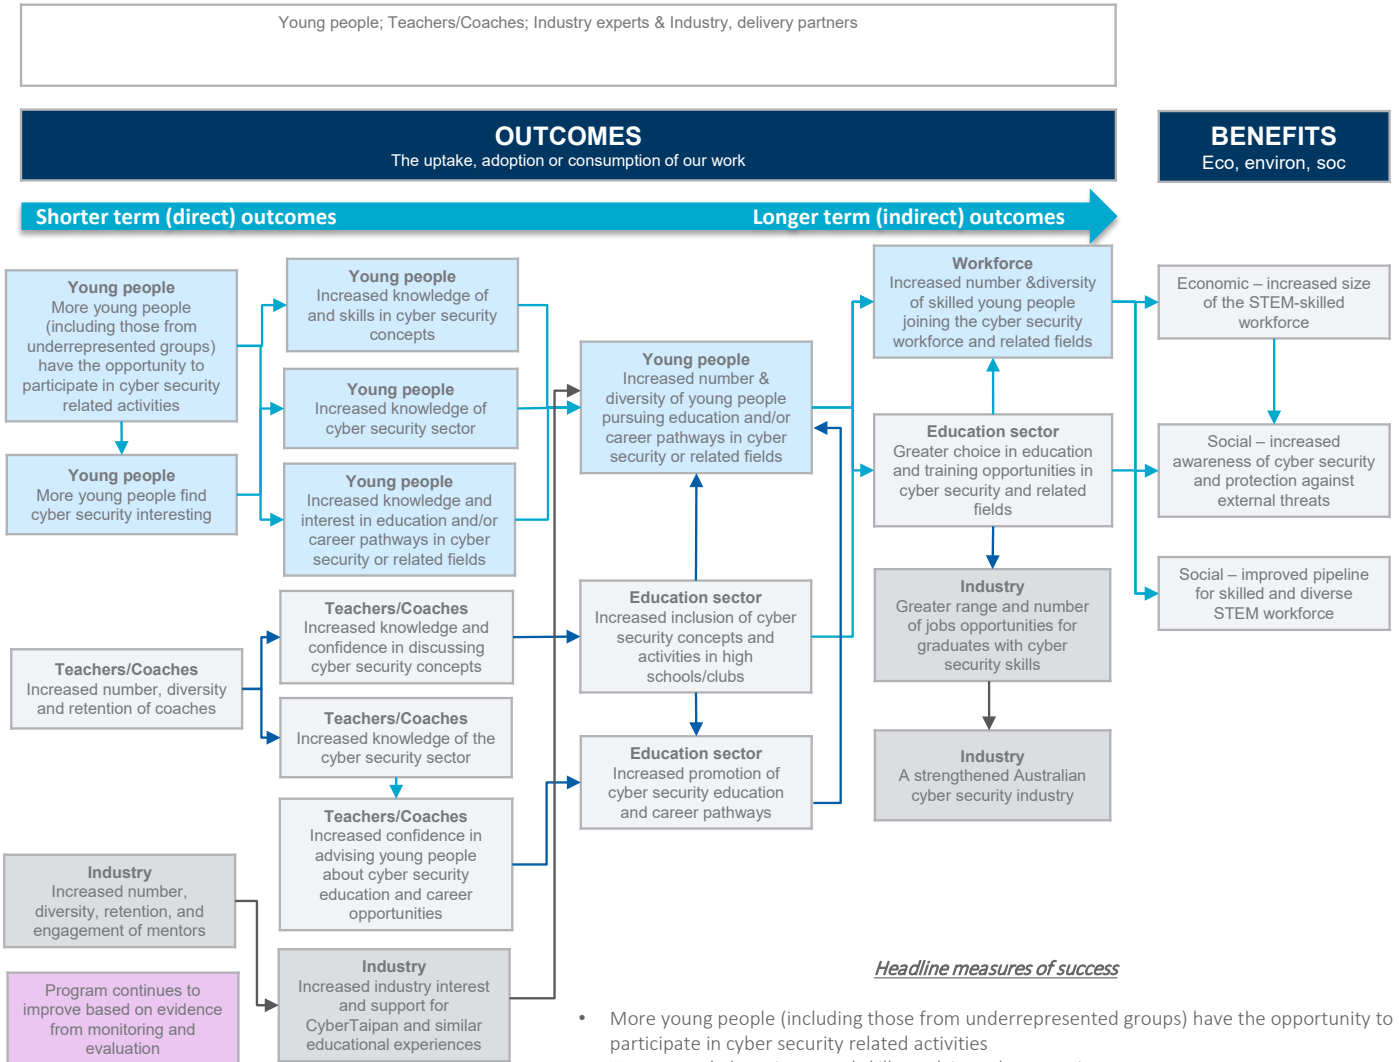 Young people; Teachers/Coaches; Industry experts & Industry, delivery partners
OUTCOMES
The uptake, adoption or consumption of our work
BENEFITS
Eco, environ, soc
Shorter term (direct) outcomes
Longer term (indirect) outcomes
Young people
More young people
(including those from
underrepresented groups)
have the opportunity to
participate in cyber security
related activities
Young people
More young people find
cyber security interesting
Teachers/Coaches
Increased number, diversity
and retention of coaches
Industry
Increased number,
diversity, retention, and
engagement of mentors
Program continues to
improve based on evidence
from monitoring and
evaluation
Young people
Increased knowledge of
and skills in cyber security
concepts
Young people
Increased knowledge of
cyber security sector
Young people
Increased knowledge and
interest in education and/or
career pathways in cyber
security or related fields
Teachers/Coaches
Increased knowledge and
confidence in discussing
cyber security concepts
Teachers/Coaches
Increased knowledge of the
cyber security sector
Teachers/Coaches
Increased confidence in
advising young people
about cyber security
education and career
opportunities
Industry
Increased industry interest
and support for
CyberTaipan and similar
educational experiences
Young people
Increased number &
diversity of young people
pursuing education and/or
career pathways in cyber
security or related fields
Education sector
Increased inclusion of cyber
security concepts and
activities in high
schools/clubs
Education sector
Increased promotion of
cyber security education
and career pathways
Workforce
Increased number &diversity
of skilled young people
joining the cyber security
workforce and related fields
Education sector
Greater choice in education
and training opportunities in
cyber security and related
fields
Industry
Greater range and number
of jobs opportunities for
graduates with cyber
security skills
Industry
A strengthened Australian
cyber security industry
Economic – increased size
of the STEM-skilled
workforce
Social – increased
awareness of cyber security
and protection against
external threats
Social – improved pipeline
for skilled and diverse
STEM workforce
Headline measures of success
• More young people (including those from underrepresented groups) have the opportunity to
participate in cyber security related activities